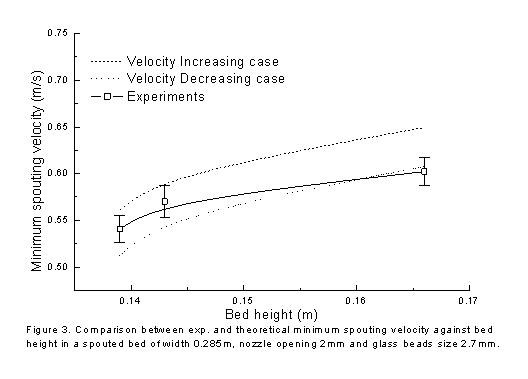 0.75
Velocity Increasing case
0.70
Velocity Decreasing case
Experiments
0.65
0.60
0.55
0.50
Minimum spouting velocity (m/s)
0.14
0.15
0.16
0.17
Bed height (m)
Figure 3. Comparison between exp. and theoretical minimum spouting velocity against bed
height in a spouted bed of width 0.285m, nozzle opening 2mm and glass beads size 2.7mm.